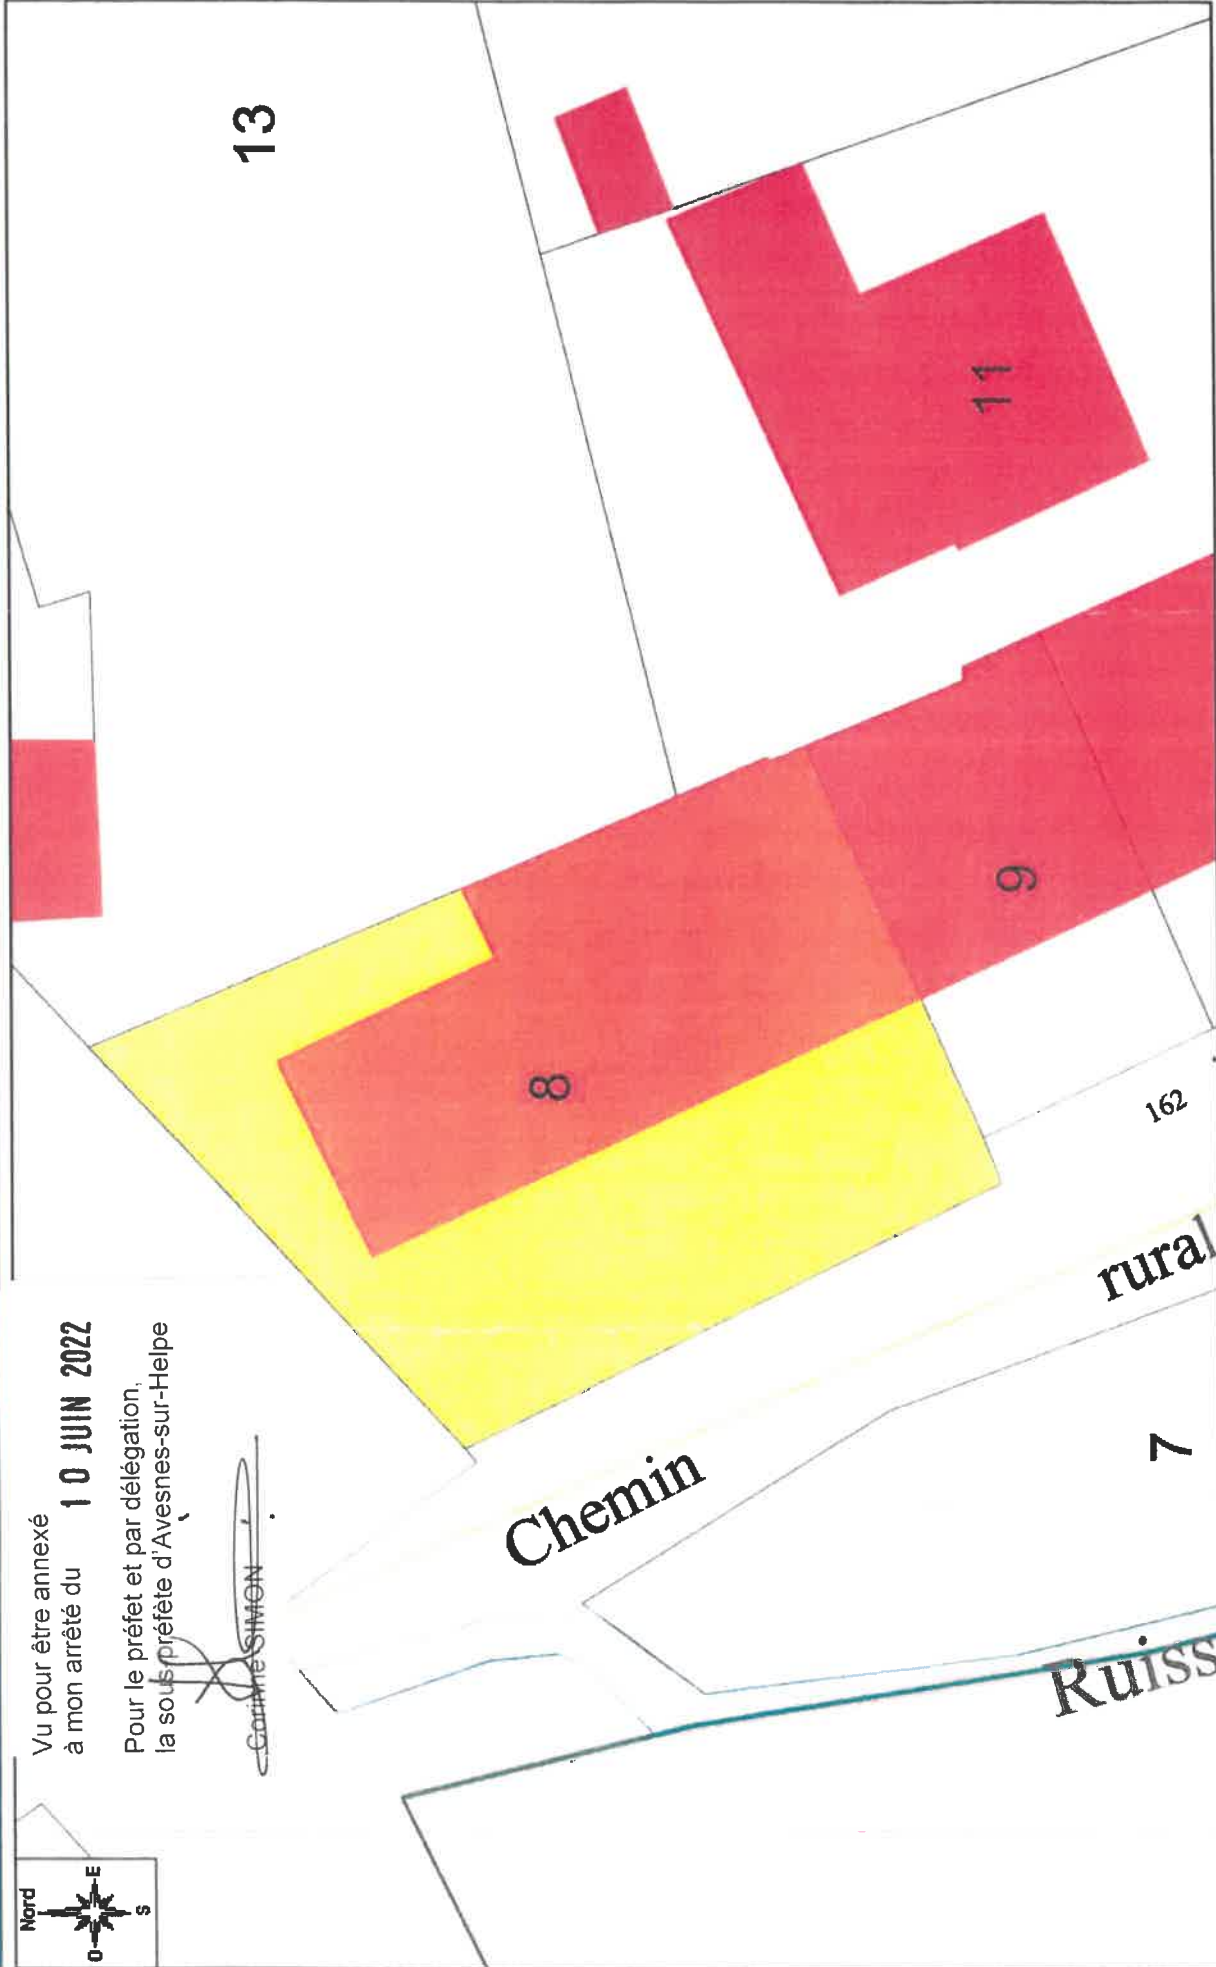 Nord
O E
S
Vu pour être annexé
à mon arrêté du 10 JUIN 2022
Pour le préfet et par délégation,
la sous-préfète d'Avesnes-sur-Helpe
Corinne SIMON
13
8
11
9
162
Chemin rural
7
Ruiss